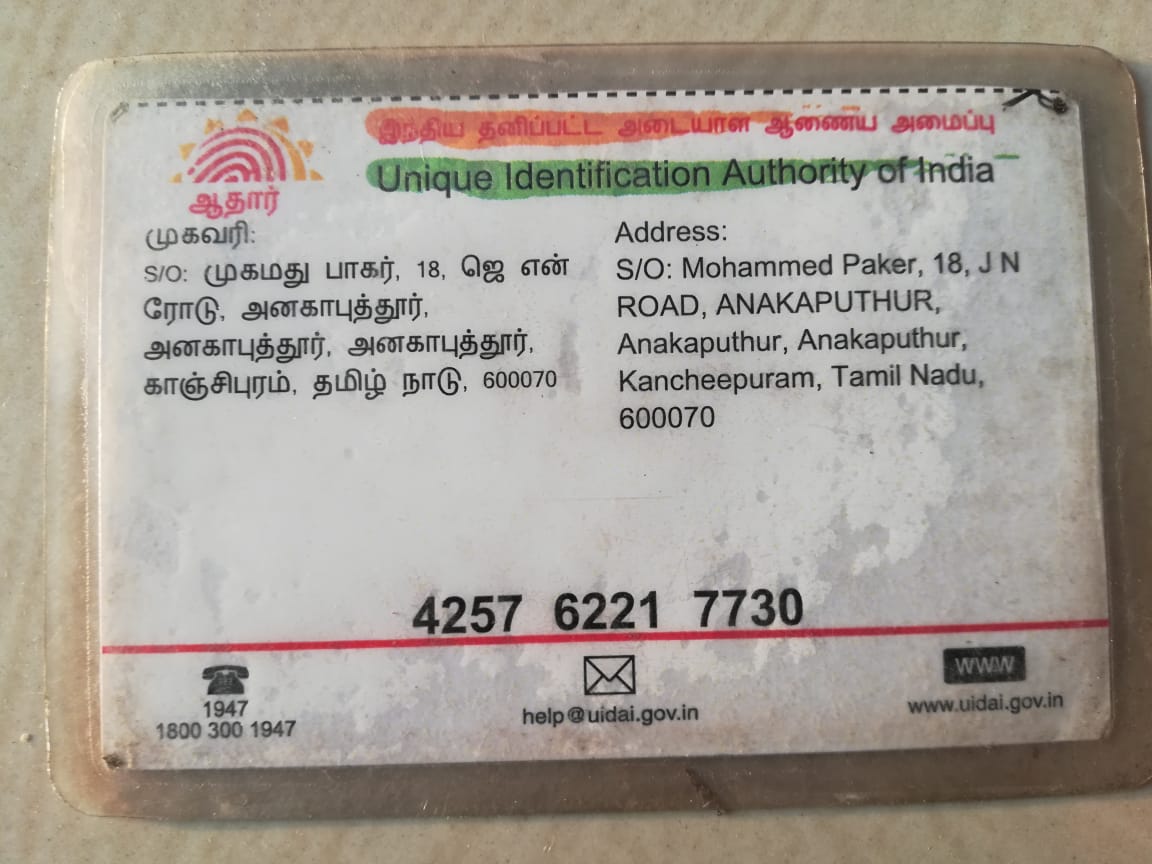 இந்திய தனிப்பட்ட அடையாள ஆணைய அமைப்பு
Unique Identification Authority of India
ஆதார்
முகவரி:
S/O: முகமது பாகர், 18, ஜெ என்
ரோடு, அனகாபுத்தூர்,
அனகாபுத்தூர், அனகாபுத்தூர்,
காஞ்சிபுரம், தமிழ் நாடு, 600070
Address:
S/O: Mohammed Paker, 18, J N
ROAD, ANAKAPUTHUR,
Anakaputhur, Anakaputhur,
Kancheepuram, Tamil Nadu,
600070
4257 6221 7730
1947
1800 300 1947
help@uidai.gov.in
WWW
www.uidai.gov.in